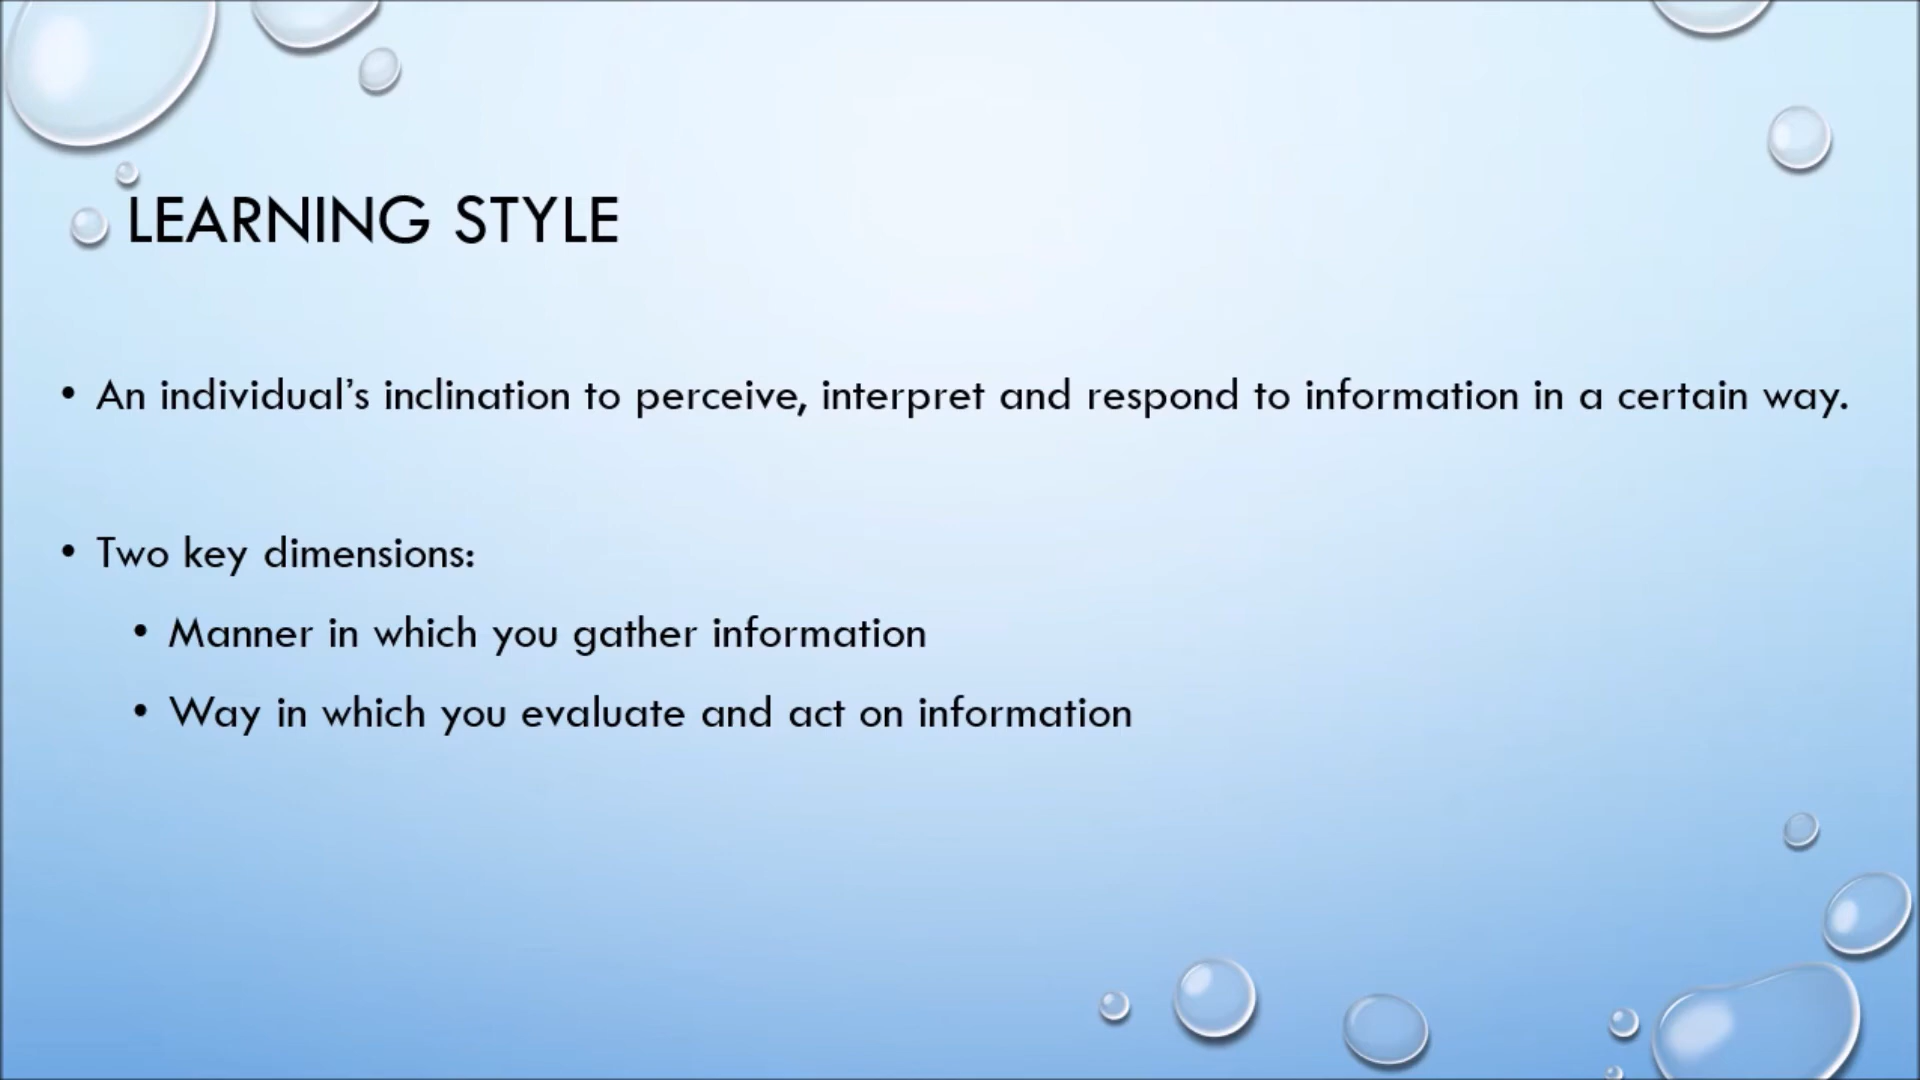 LEARNING STYLE
• An individual’s inclination to perceive, interpret and respond to information in a certain way.
• Two key dimensions:
• Manner in which you gather information
• Way in which you evaluate and act on information